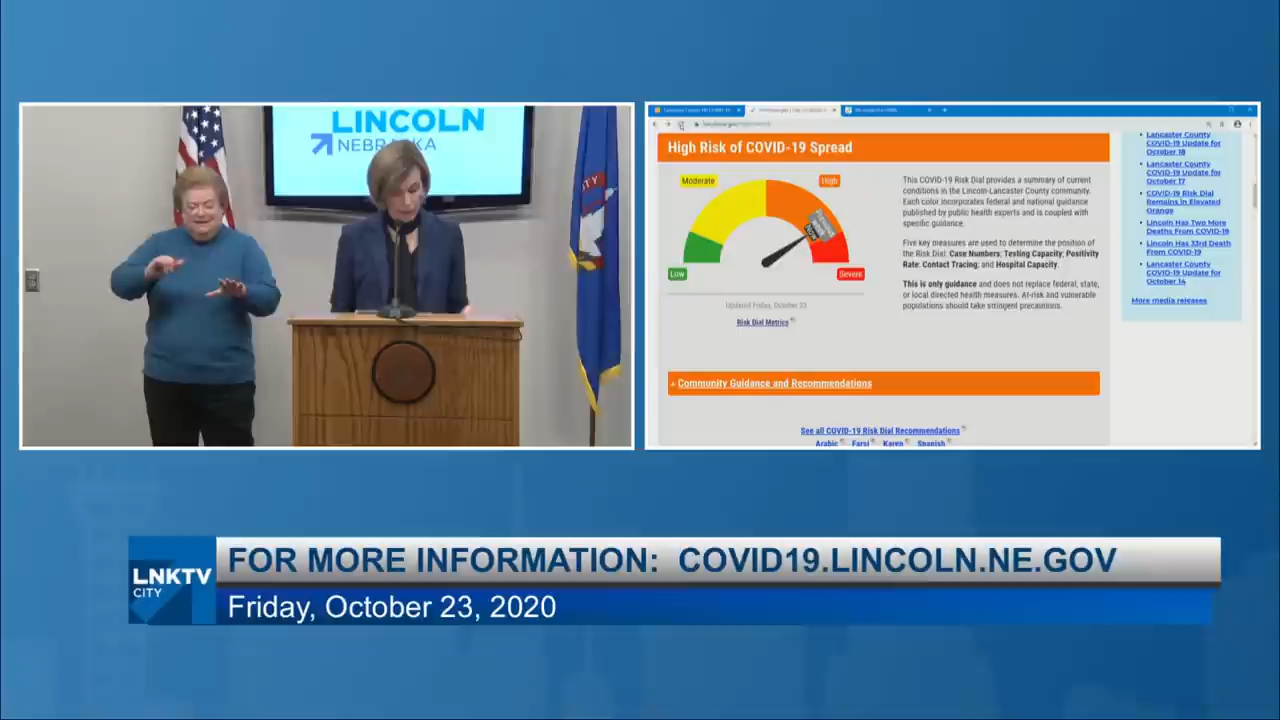 LINCOLN
NEBRASKA
CITY
High Risk of COVID-19 Spread
Moderate
High
Low
Severe
Updated Friday, October 23
Risk Dial Metrics
This COVID-19 Risk Dial provides a summary of current
conditions in the Lincoln-Lancaster County community.
Each color incorporates federal and national guidance
published by public health experts and is coupled with
specific guidance.
Five key measures are used to determine the position of
the Risk Dial: Case Numbers; Testing Capacity; Positivity
Rate; Contact Tracing; and Hospital Capacity.
This is only guidance and does not replace federal, state,
or local directed health measures. At-risk and vulnerable
populations should take stringent precautions.
Community Guidance and Recommendations
See all COVID-19 Risk Dial Recommendations
Arabic Farsi Karen Spanish
Lancaster County
COVID-19 Update for
October 18
Lancaster County
COVID-19 Update for
October 17
COVID-19 Risk Dial
Remains in Elevated
Orange
Lincoln Has Two More
Deaths From COVID-19
Lincoln Has 33rd Death
From COVID-19
Lancaster County
COVID-19 Update for
October 14
More media releases
LNKTV
CITY
FOR MORE INFORMATION: COVID19.LINCOLN.NE.GOV
Friday, October 23, 2020